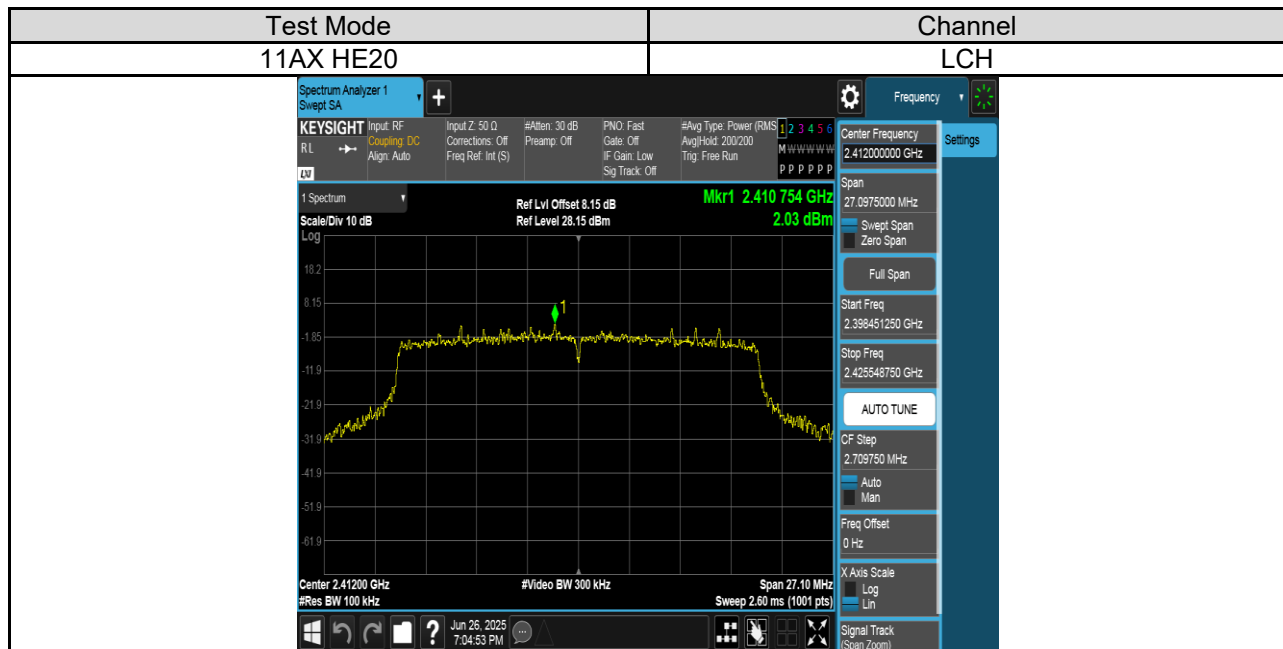 Test Mode Channel
11AX HE20 LCH
Spectrum Analyzer 1
Swept SA
Frequency
KEYSIGHT
RL
LXI
Input: RF
Coupling: DC
Align: Auto
Input Z: 50 Ω
Corrections: Off
Freq Ref: Int (S)
#Atten: 30 dB
Preamp: Off
PNO: Fast
Gate: Off
IF Gain: Low
Sig Track: Off
#Avg Type: Power (RMS
Avg|Hold: 200/200
Trig: Free Run
1 2 3 4 5 6
M W W W W W
P P P P P P
1 Spectrum
Scale/Div 10 dB
Log
Ref Lvl Offset 8.15 dB
Ref Level 28.15 dBm
Mkr1 2.410 754 GHz
2.03 dBm
18.2
8.15
-1.85
-11.9
-21.9
-31.9
-41.9
-51.9
-61.9
1
Center 2.41200 GHz
#Res BW 100 kHz
#Video BW 300 kHz
Span 27.10 MHz
Sweep 2.60 ms (1001 pts)
Jun 26, 2025
7:04:53 PM
Center Frequency
2.412000000 GHz
Settings
Span
27.0975000 MHz
Swept Span
Zero Span
Full Span
Start Freq
2.398451250 GHz
Stop Freq
2.425548750 GHz
AUTO TUNE
CF Step
2.709750 MHz
Auto
Man
Freq Offset
0 Hz
X Axis Scale
Log
Lin
Signal Track
(Span Zoom)